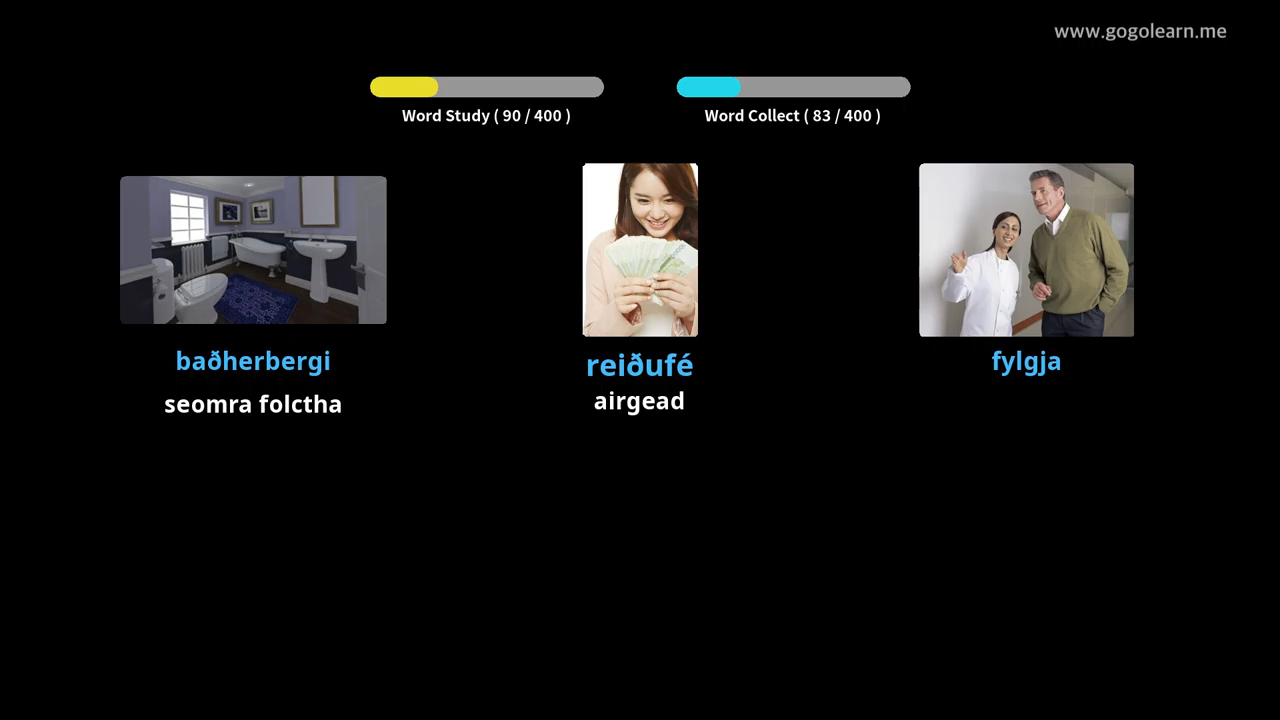 www.gogolearn.me
Word Study ( 90 / 400 )
Word Collect ( 83 / 400 )
baðherbergi
seomra folctha
reiðufé
airgead
fylgja